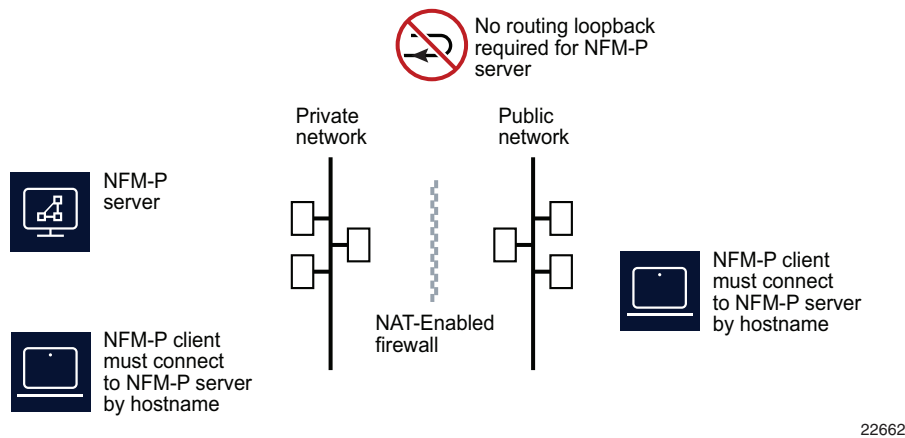 No routing loopback
required for NFM-P
server
Private
network
Public
network
NFM-P
server
NFM-P client
must connect
to NFM-P server
by hostname
NAT-Enabled
firewall
NFM-P client
must connect
to NFM-P server
by hostname
22662